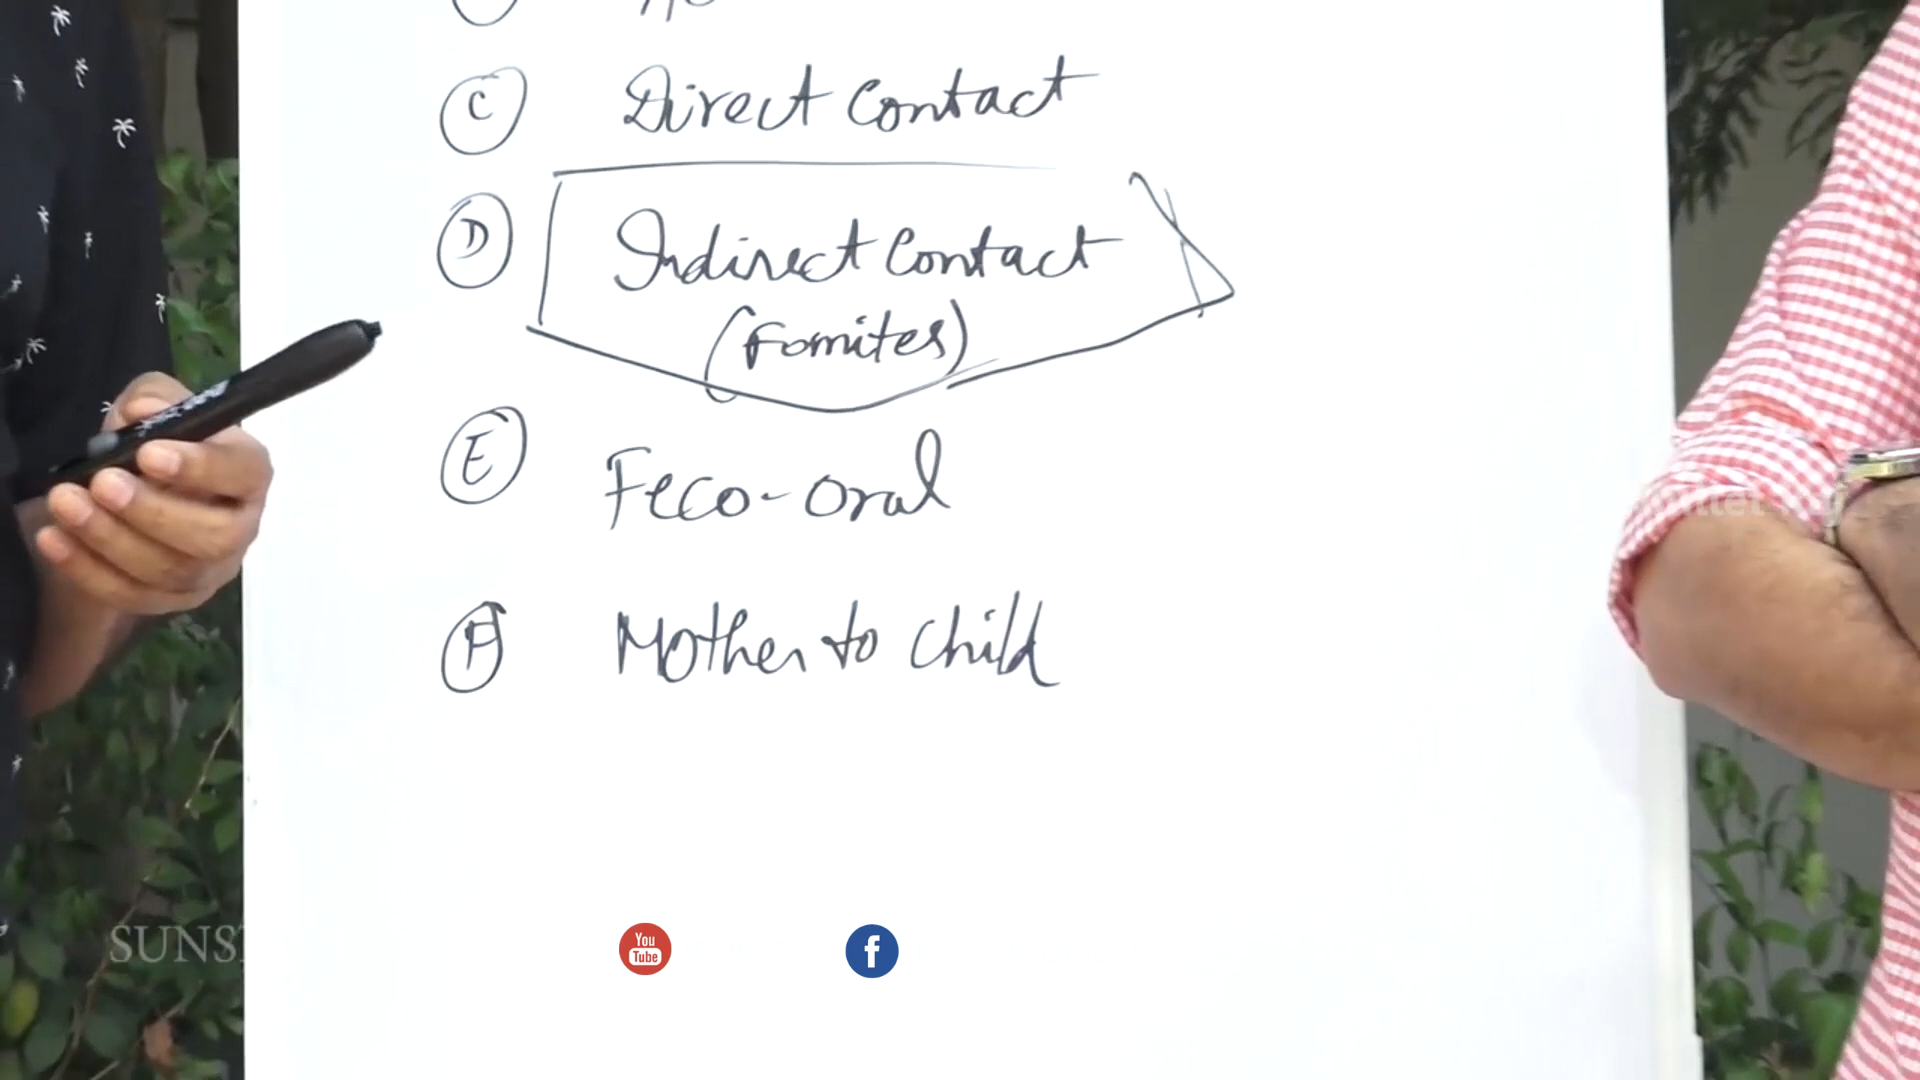 C Direct Contact
D Indirect Contact
(Fomites)
E Feco-oral
F Mother to child
You
Tube
f